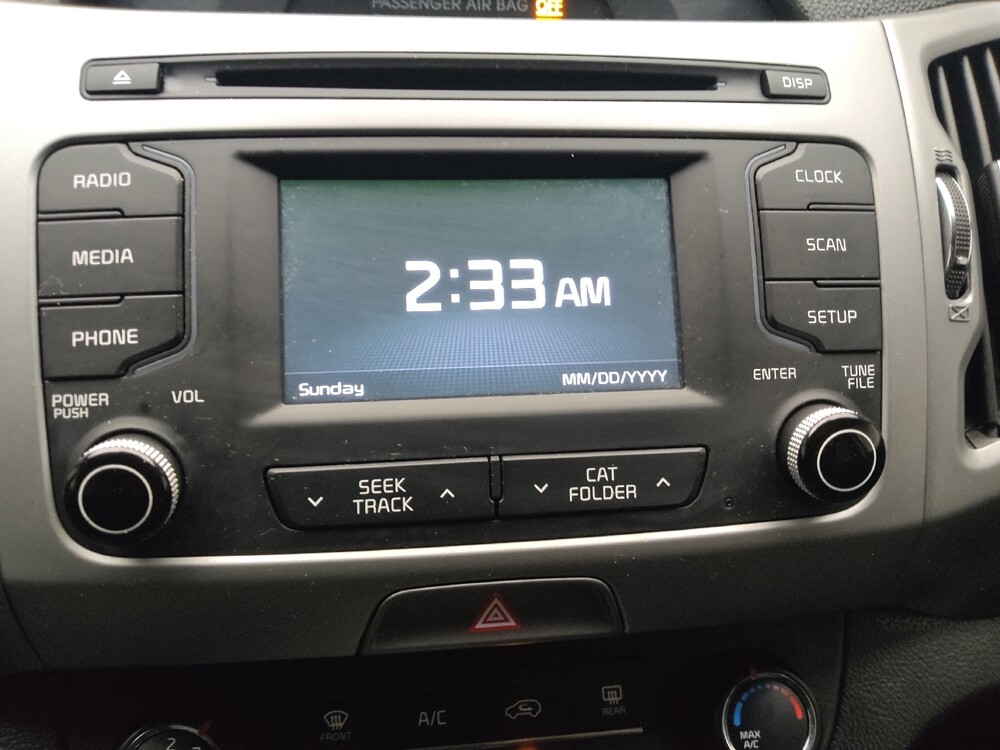 PASSENGER AIR BAG OFF
DISP
RADIO
CLOCK
MEDIA
SCAN
PHONE
SETUP
2:33 AM
Sunday
MM/DD/YYYY
POWER
PUSH
VOL
ENTER
TUNE
FILE
SEEK
TRACK
CAT
FOLDER
FRONT
A/C
REAR
MAX
A/C
2